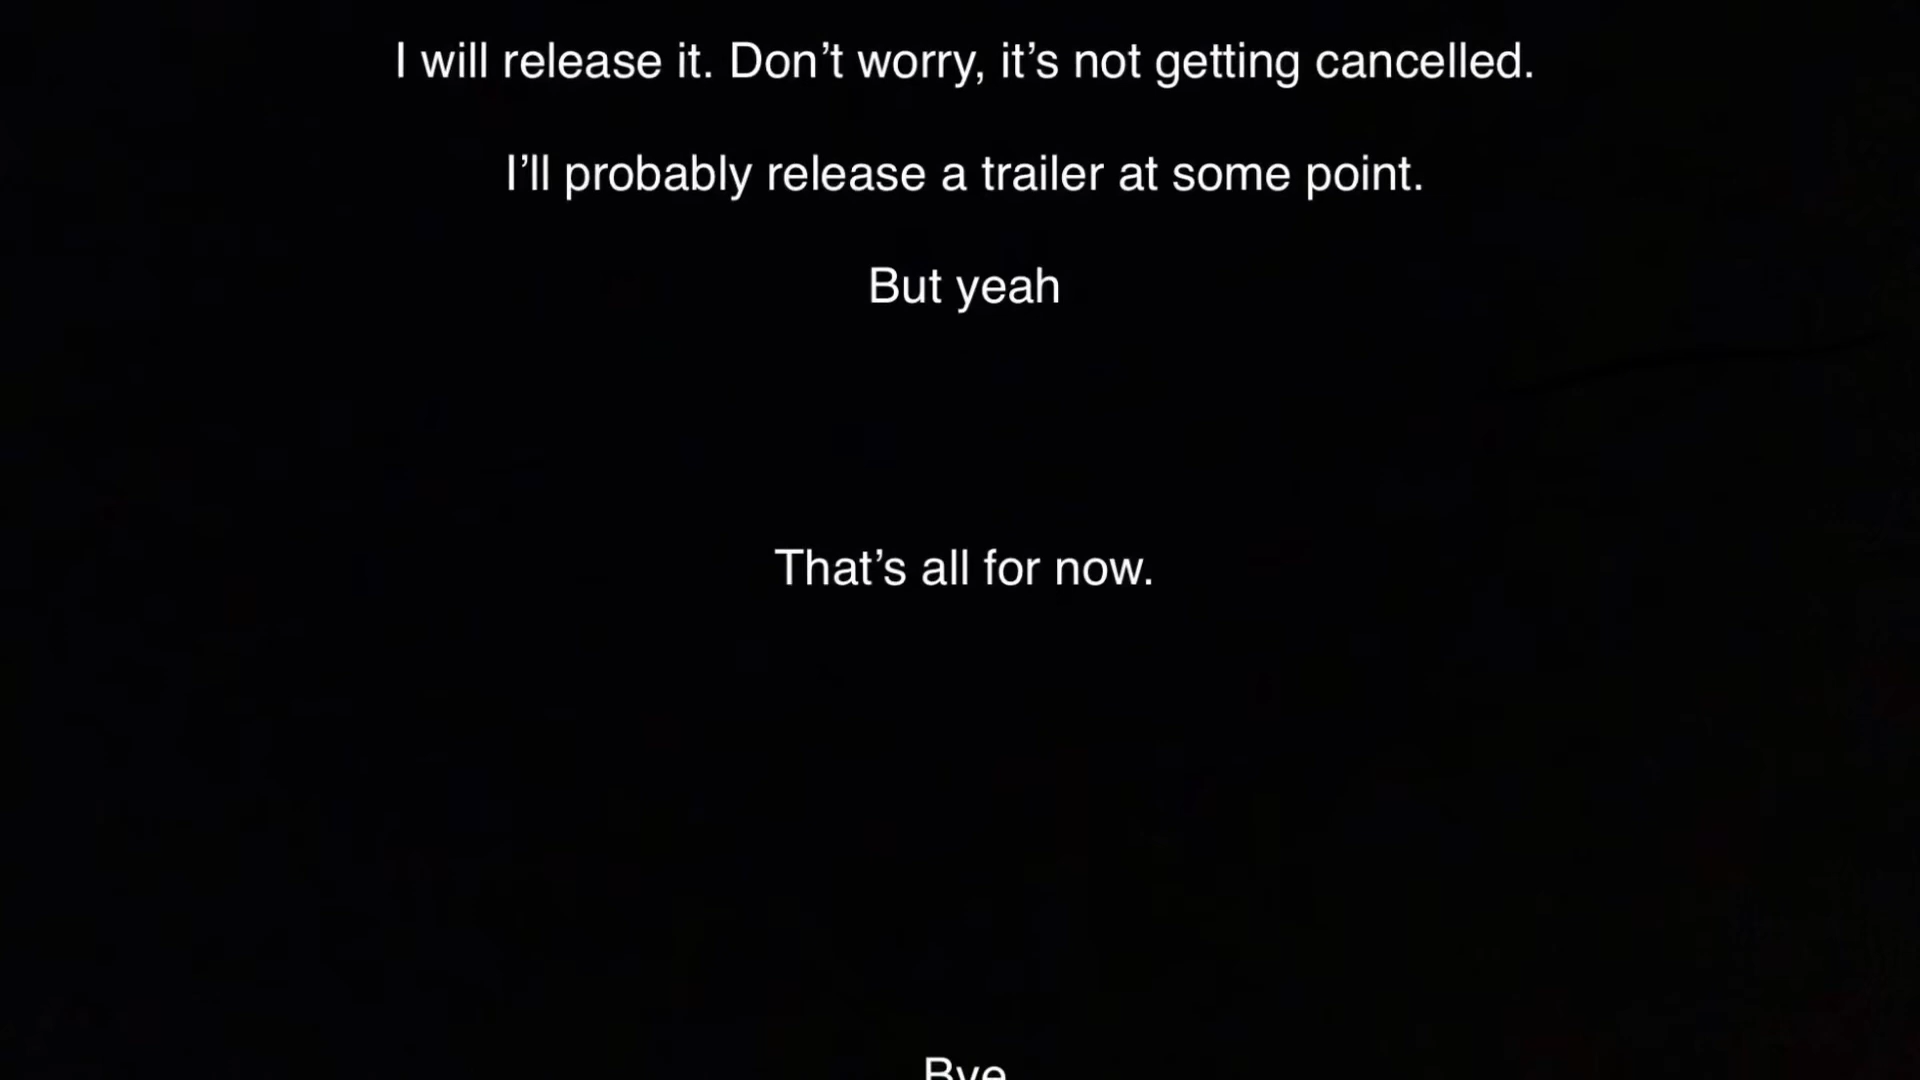 I will release it. Don’t worry, it’s not getting cancelled.
I’ll probably release a trailer at some point.
But yeah
That’s all for now.
Bye